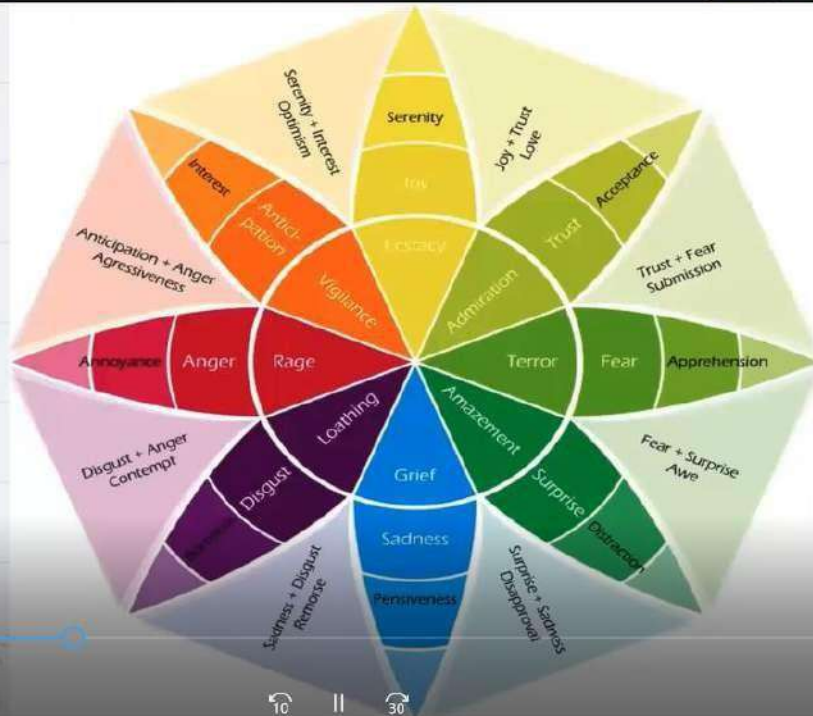 Serenity
Joy
Ecstacy
Serenity + Interest
Optimism
Joy + Trust
Love
Interest
Antici-
pation
Vigilance
Acceptance
Trust
Admiration
Anticipation + Anger
Agressiveness
Trust + Fear
Submission
Annoyance
Anger
Rage
Terror
Fear
Apprehension
Loathing
Disgust
Amazement
Surprise
Distraction
Disgust + Anger
Contempt
Fear + Surprise
Awe
Grief
Sadness
Pensiveness
Sadness + Disgust
Remorse
Surprise + Sadness
Disapproval
10
30